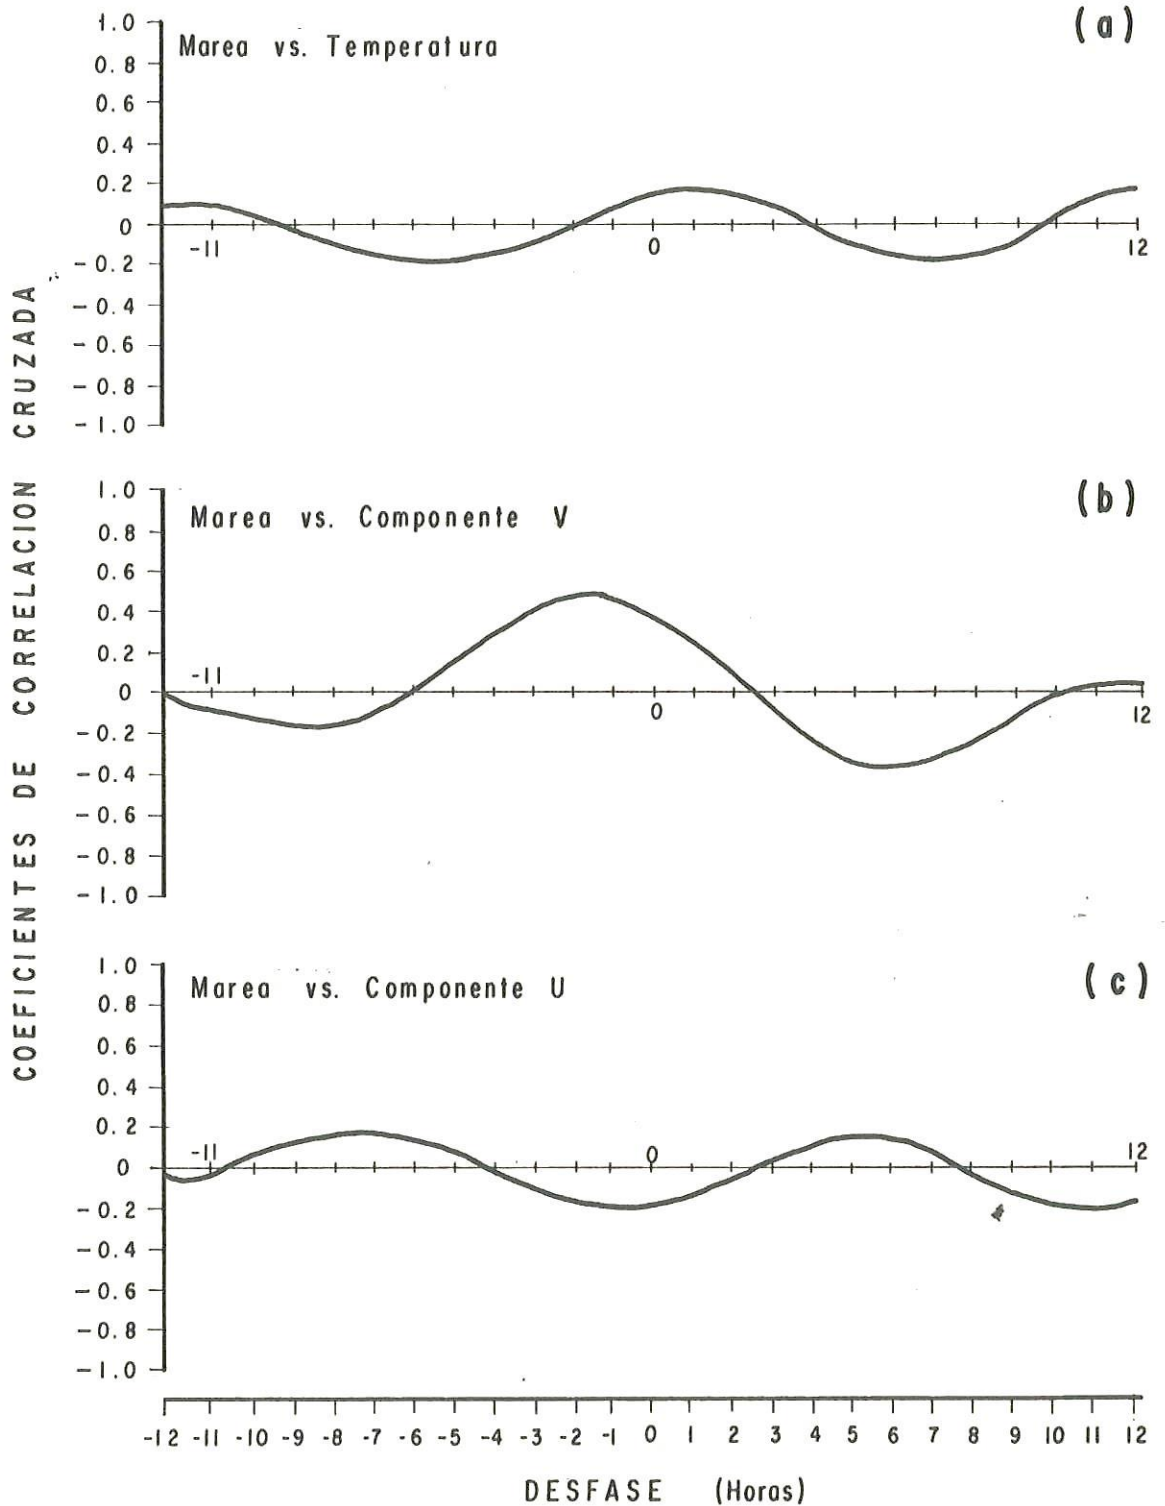 COEFICIENTES DE CORRELACION CRUZADA
(a)
Marea vs. Temperatura
1.0
0.8
0.6
0.4
0.2
0
-0.2
-0.4
-0.6
-0.8
-1.0
-11 0 12
(b)
Marea vs. Componente V
1.0
0.8
0.6
0.4
0.2
0
-0.2
-0.4
-0.6
-0.8
-1.0
-11 0 12
(c)
Marea vs. Componente U
1.0
0.8
0.6
0.4
0.2
0
-0.2
-0.4
-0.6
-0.8
-1.0
-11 0 12
-12 -11 -10 -9 -8 -7 -6 -5 -4 -3 -2 -1 0 1 2 3 4 5 6 7 8 9 10 11 12
DESFASE (Horas)